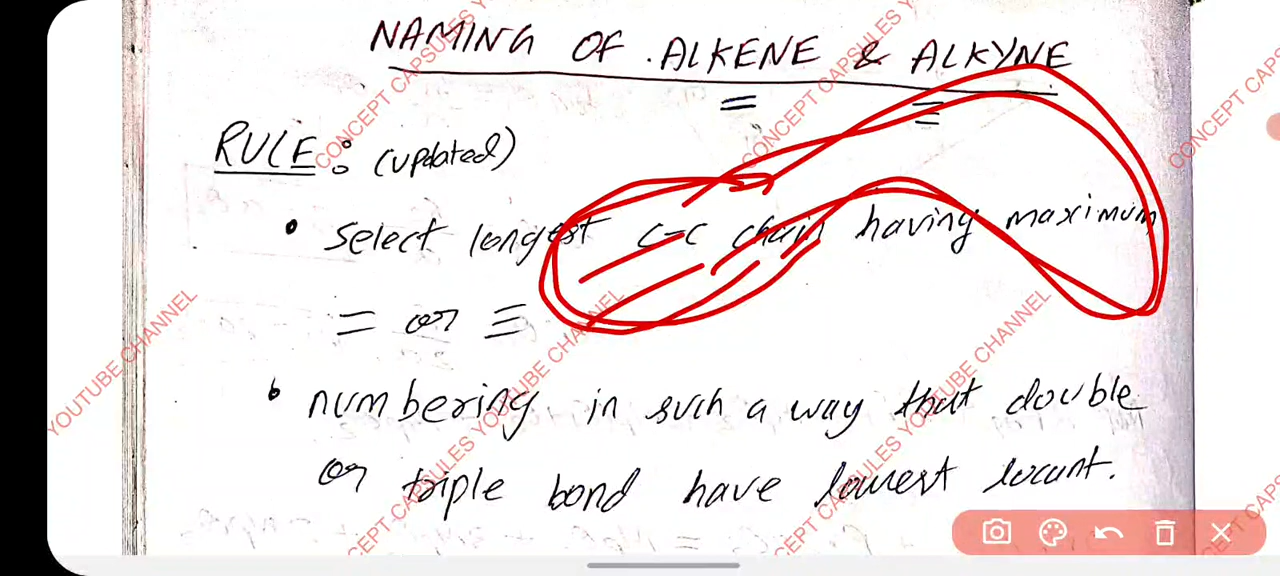 NAMING OF ALKENE & ALKYNE
= ≡
RULE : (updated)
• Select longest C-C chain having maximum
= or ≡
• numbering in such a way that double
or triple bond have lowest locant.
YOUTUBE CHANNEL CONCEPT CAPSULES